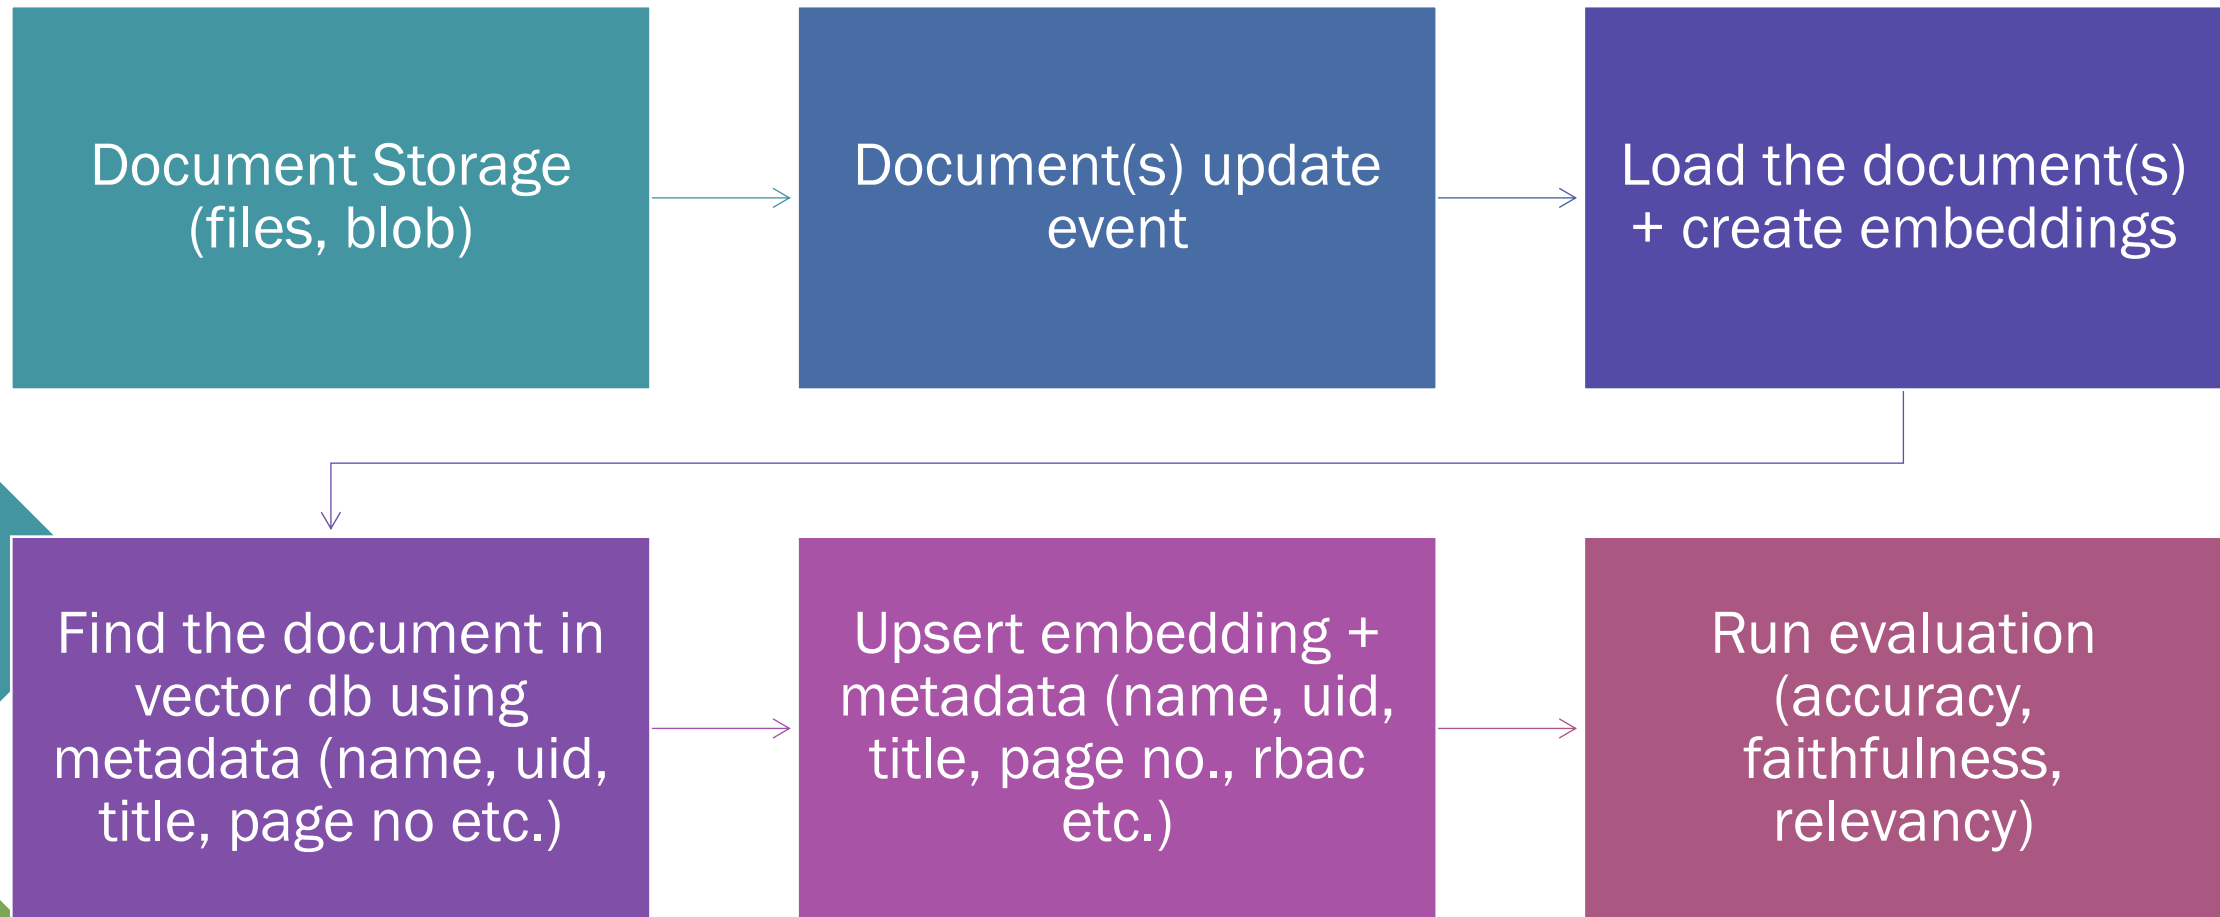 Document Storage
(files, blob)
Document(s) update
event
Load the document(s)
+ create embeddings
Find the document in
vector db using
metadata (name, uid,
title, page no etc.)
Upsert embedding +
metadata (name, uid,
title, page no., rbac
etc.)
Run evaluation
(accuracy,
faithfulness,
relevancy)